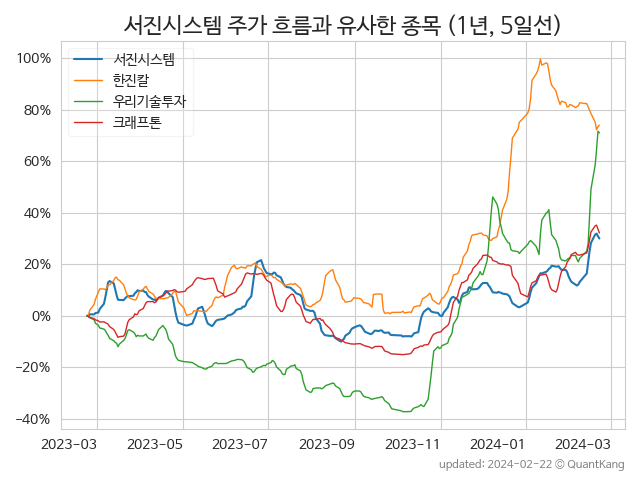 서진시스템 주가 흐름과 유사한 종목 (1년, 5일선)
서진시스템
한진칼
우리기술투자
크래프톤
100%
80%
60%
40%
20%
0%
−20%
−40%
2023-03
2023-05
2023-07
2023-09
2023-11
2024-01
2024-03
updated: 2024-02-22 © QuantKang